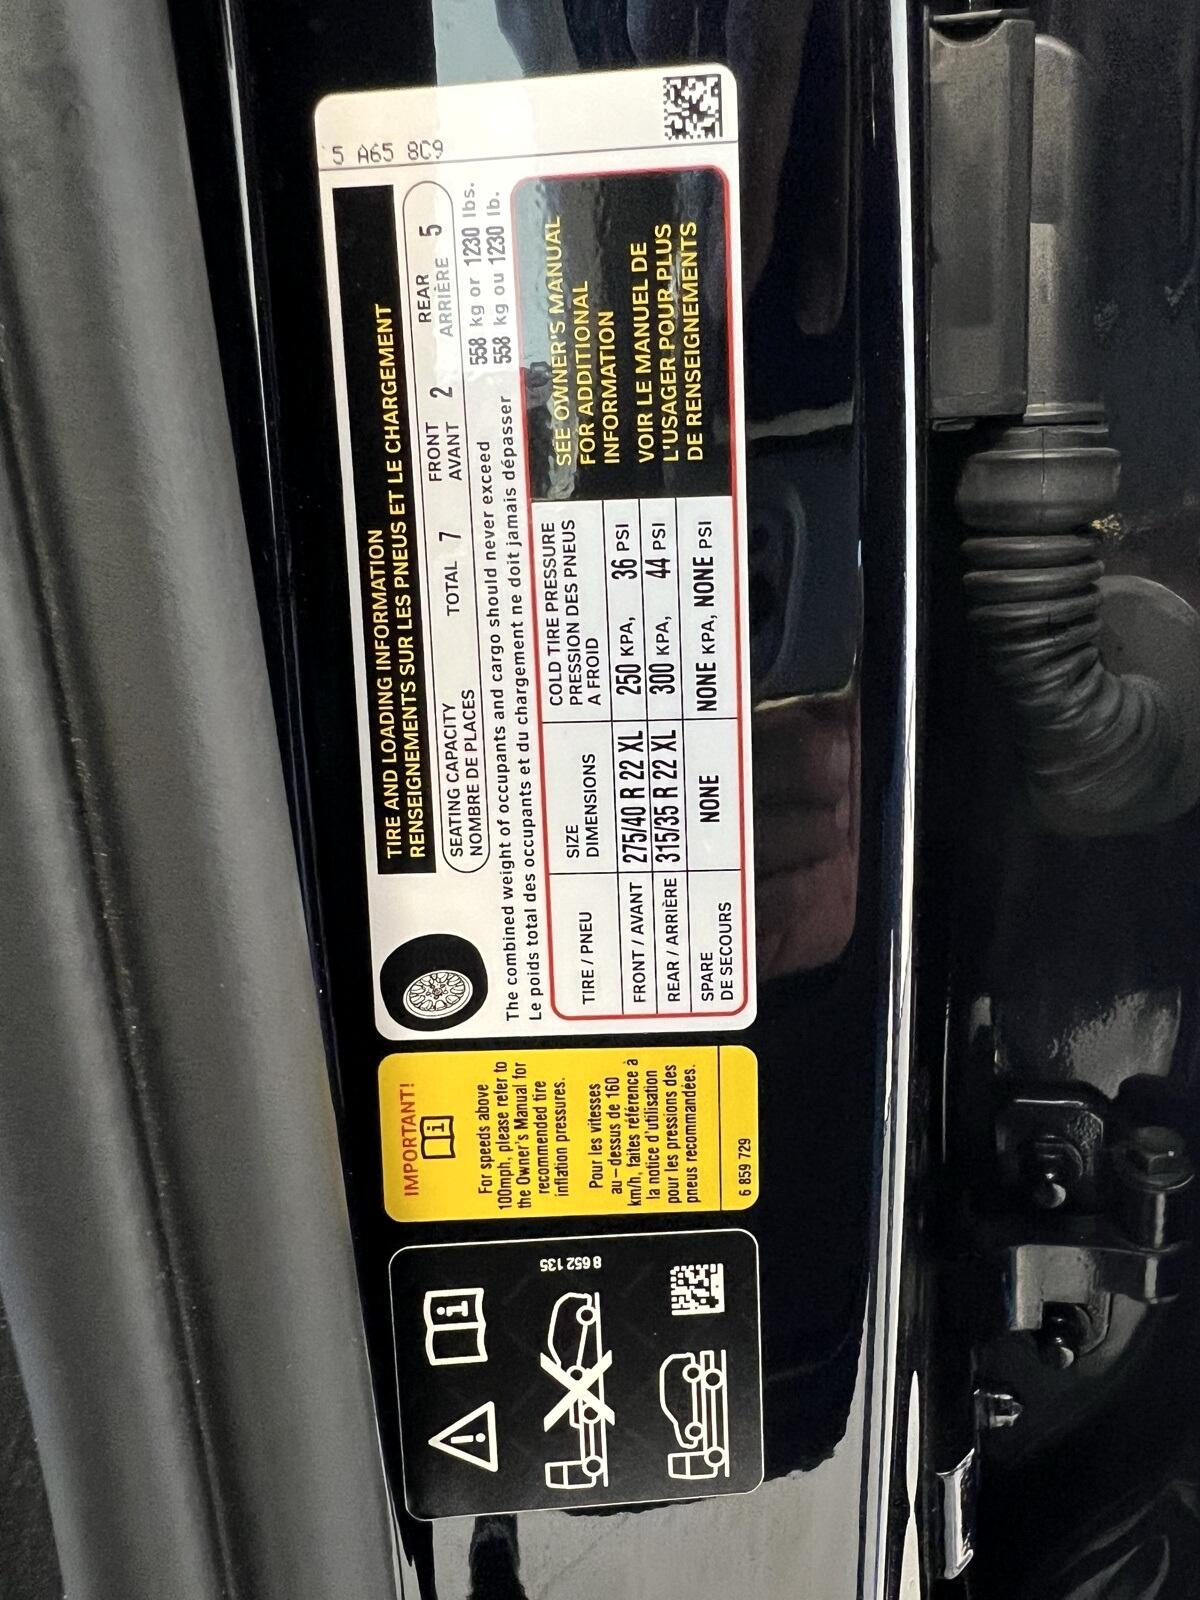 5 A65 8C9
TIRE AND LOADING INFORMATION
RENSEIGNEMENTS SUR LES PNEUS ET LE CHARGEMENT
SEATING CAPACITY TOTAL 7 FRONT 2 REAR 5
NOMBRE DE PLACES AVANT ARRIÈRE
The combined weight of occupants and cargo should never exceed 558 kg or 1230 lbs.
Le poids total des occupants et du chargement ne doit jamais dépasser 558 kg ou 1230 lb.
TIRE / PNEU
SIZE
DIMENSIONS
COLD TIRE PRESSURE
PRESSION DES PNEUS
A FROID
FRONT / AVANT 275/40 R 22 XL 250 KPA, 36 PSI
REAR / ARRIÈRE 315/35 R 22 XL 300 KPA, 44 PSI
SPARE
DE SECOURS
NONE NONE KPA, NONE PSI
SEE OWNER'S MANUAL
FOR ADDITIONAL
INFORMATION
VOIR LE MANUEL DE
L'USAGER POUR PLUS
DE RENSEIGNEMENTS
IMPORTANT!
i
For speeds above
100mph, please refer to
the Owner's Manual for
recommended tire
inflation pressures.
Pour les vitesses
au – dessus de 160
km/h, faites référence à
la notice d'utilisation
pour les pressions des
pneus recommandées.
6 859 729
! i
8 652 135